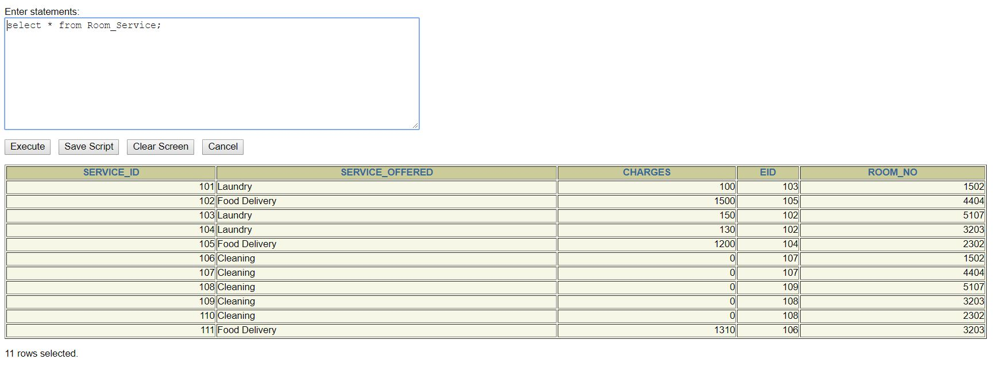 Enter statements:
select * from Room_Service;
Execute Save Script Clear Screen Cancel
SERVICE_ID SERVICE_OFFERED CHARGES EID ROOM_NO
101 Laundry 100 103 1502
102 Food Delivery 1500 105 4404
103 Laundry 150 102 5107
104 Laundry 130 102 3203
105 Food Delivery 1200 104 2302
106 Cleaning 0 107 1502
107 Cleaning 0 107 4404
108 Cleaning 0 109 5107
109 Cleaning 0 108 3203
110 Cleaning 0 108 2302
111 Food Delivery 1310 106 3203
11 rows selected.